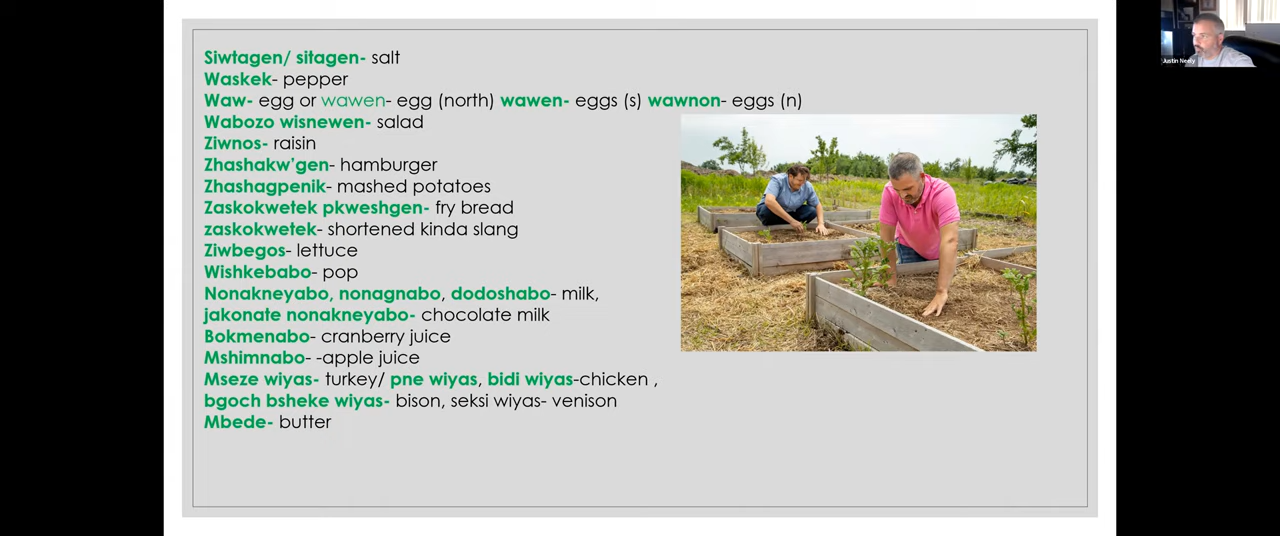 Siwtagen/ sitagen- salt
Waskek- pepper
Waw- egg or wawen- egg (north) wawen- eggs (s) wawnon- eggs (n)
Wabozo wisnewen- salad
Ziwnos- raisin
Zhashakw’gen- hamburger
Zhashagpenik- mashed potatoes
Zaskokwetek pkweshgen- fry bread
zaskokwetek- shortened kinda slang
Ziwbegos- lettuce
Wishkebabo- pop
Nonakneyabo, nonagnabo, dodoshabo- milk,
jakonate nonakneyabo- chocolate milk
Bokmenabo- cranberry juice
Mshimnabo- -apple juice
Mseze wiyas- turkey/ pne wiyas, bidi wiyas-chicken ,
bgoch bsheke wiyas- bison, seksi wiyas- venison
Mbede- butter
Justin Neely